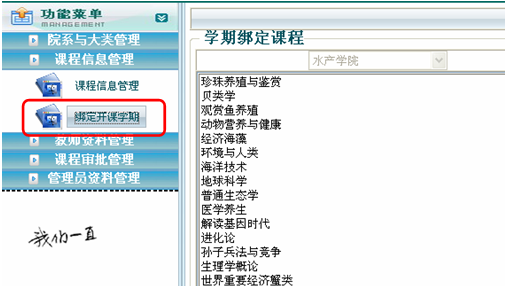 功能菜单
MANAGEMENT
院系与大类管理
课程信息管理
课程信息管理
绑定开课学期
教师资料管理
课程审批管理
管理员资料管理
我们一直
学期绑定课程
水产学院
珍珠养殖与鉴赏
贝类学
观赏鱼养殖
动物营养与健康
经济海藻
环境与人类
海洋技术
地球科学
普通生态学
医学养生
解读基因时代
进化论
孙子兵法与竞争
生理学概论
世界重要经济蟹类